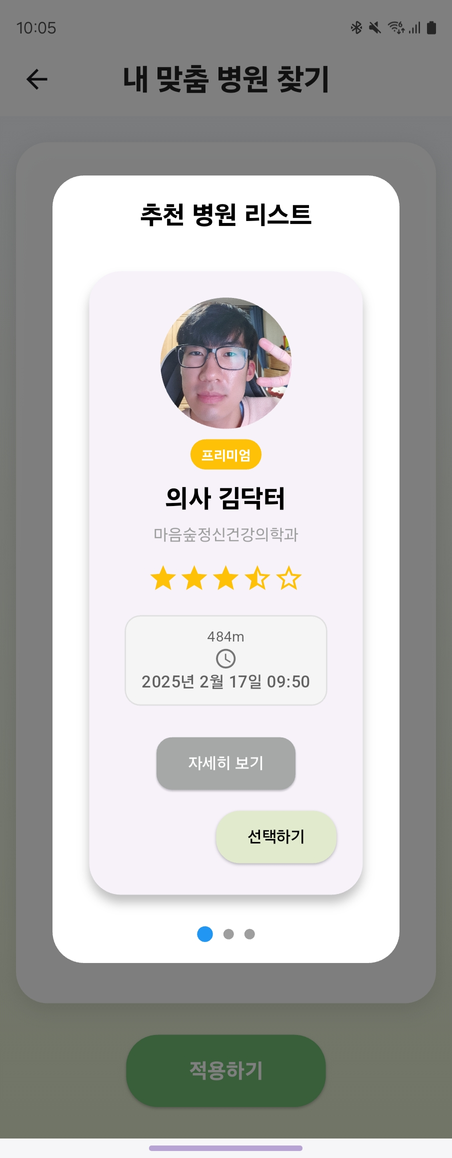 10:05
내 맞춤 병원 찾기
추천 병원 리스트
프리미엄
의사 김닥터
마음숲정신건강의학과
484m
2025년 2월 17일 09:50
자세히 보기
선택하기
적용하기